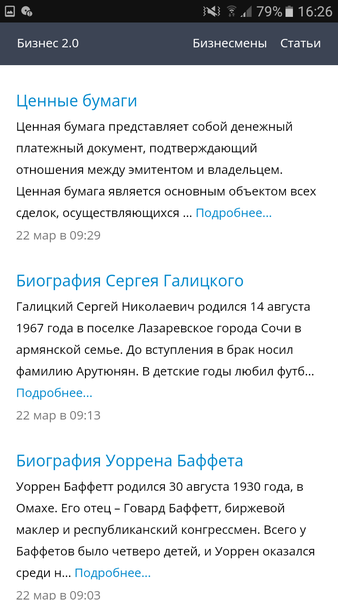 79% 16:26
Бизнес 2.0 Бизнесмены Статьи
Ценные бумаги
Ценная бумага представляет собой денежный
платежный документ, подтверждающий
отношения между эмитентом и владельцем.
Ценная бумага является основным объектом всех
сделок, осуществляющихся ... Подробнее...
22 мар в 09:29
Биография Сергея Галицкого
Галицкий Сергей Николаевич родился 14 августа
1967 года в поселке Лазаревское города Сочи в
армянской семье. До вступления в брак носил
фамилию Арутюнян. В детские годы любил футб...
Подробнее...
22 мар в 09:13
Биография Уоррена Баффета
Уоррен Баффетт родился 30 августа 1930 года, в
Омахе. Его отец – Говард Баффетт, биржевой
маклер и республиканский конгрессмен. Всего у
Баффетов было четверо детей, и Уоррен оказался
среди н... Подробнее...
22 мар в 09:03